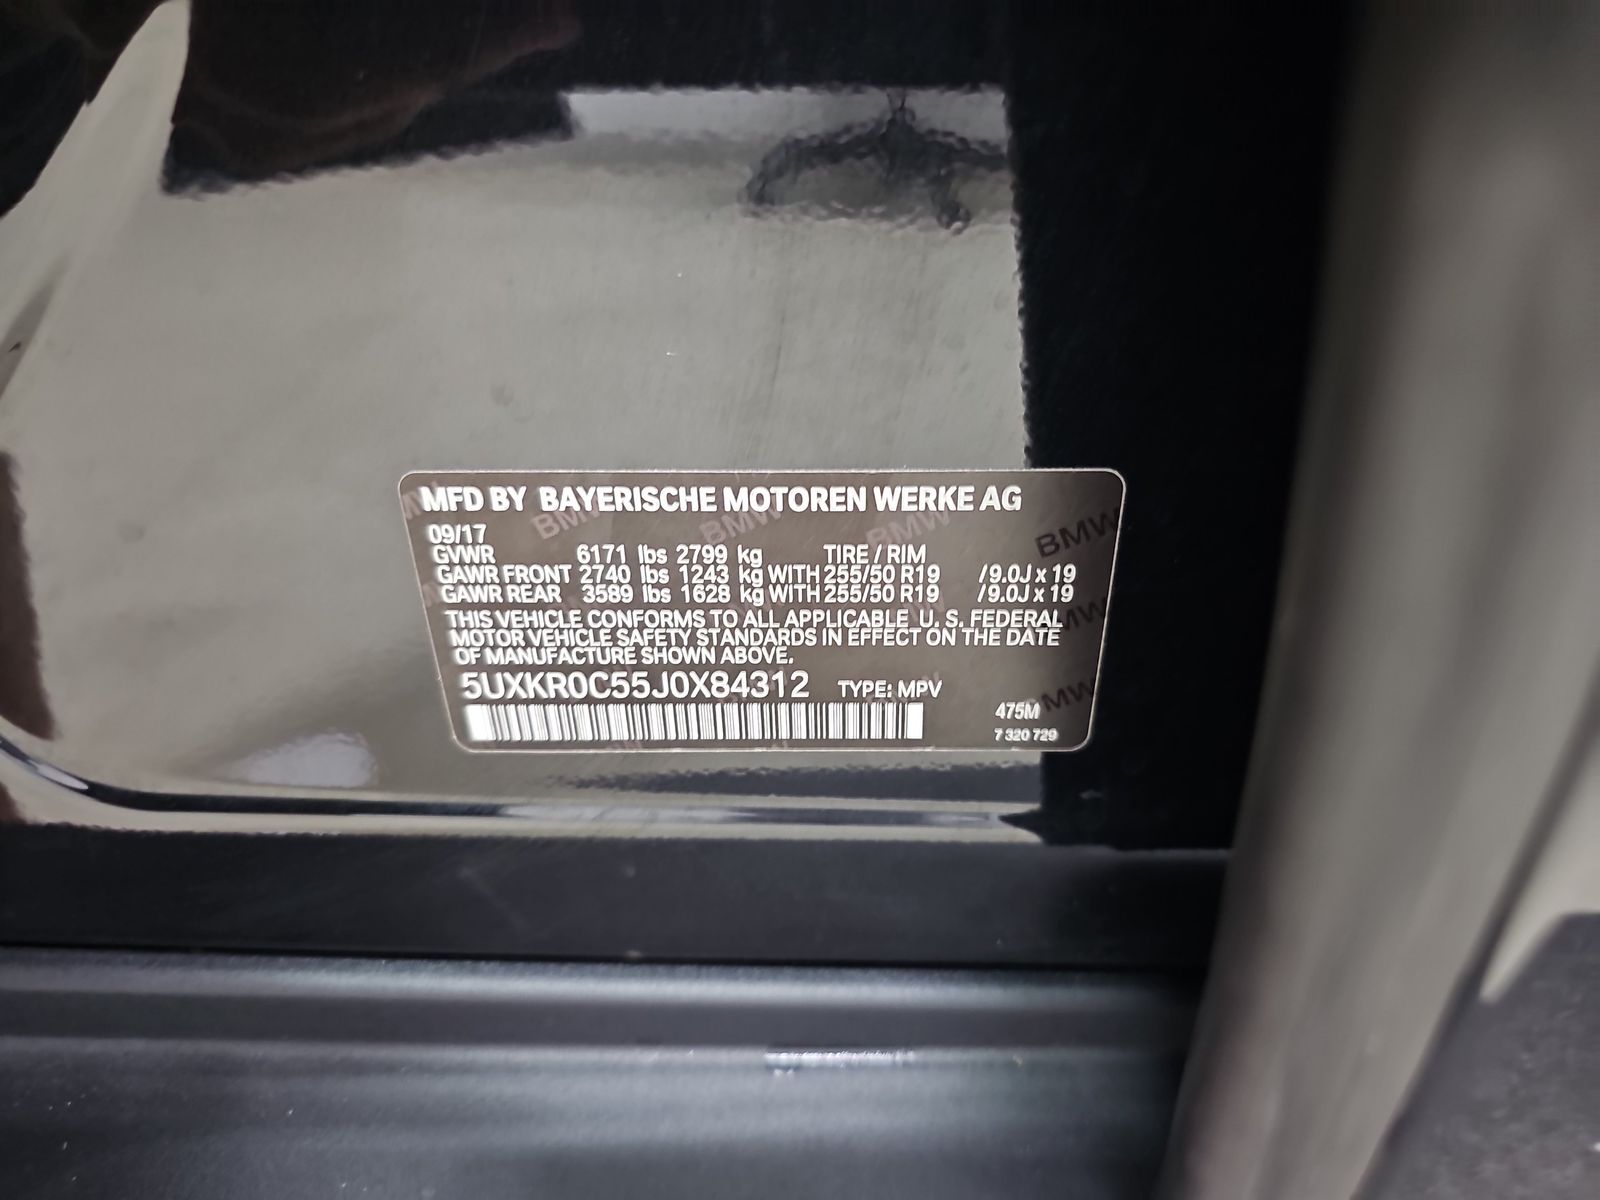 MFD BY BAYERISCHE MOTOREN WERKE AG
09/17
GVWR 6171 lbs 2799 kg TIRE / RIM
GAWR FRONT 2740 lbs 1243 kg WITH 255/50 R19 /9.0J x 19
GAWR REAR 3589 lbs 1628 kg WITH 255/50 R19 /9.0J x 19
THIS VEHICLE CONFORMS TO ALL APPLICABLE U.S. FEDERAL
MOTOR VEHICLE SAFETY STANDARDS IN EFFECT ON THE DATE
OF MANUFACTURE SHOWN ABOVE.
5UXKR0C55J0X84312 TYPE: MPV
475M
7 320 729